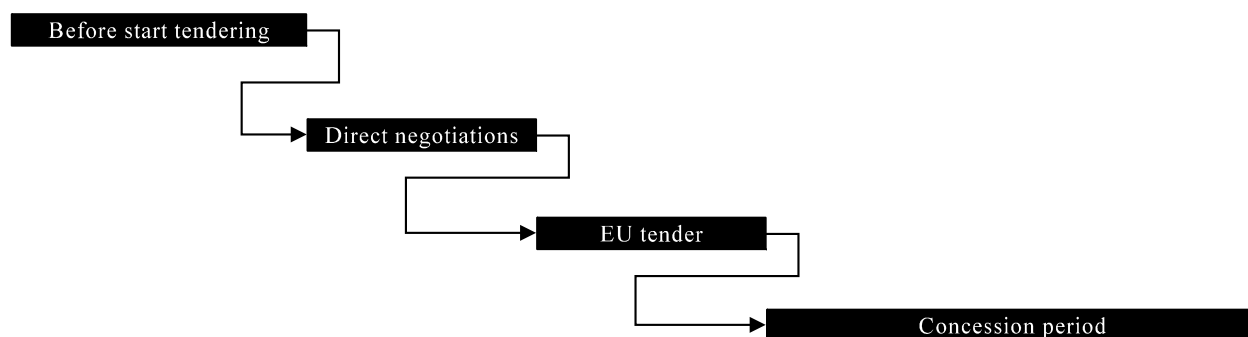 Before start tendering
Direct negotiations
EU tender
Concession period